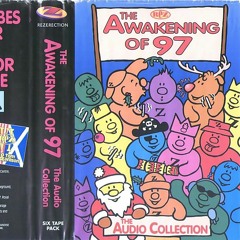 BES
OR
E
REZERECTION
THE
AWAKENING
OF 97
The Audio
Collection
SIX TAPE
PACK
REZ
THE
AWAKENING
OF 97
THE
AUDIO COLLECTION